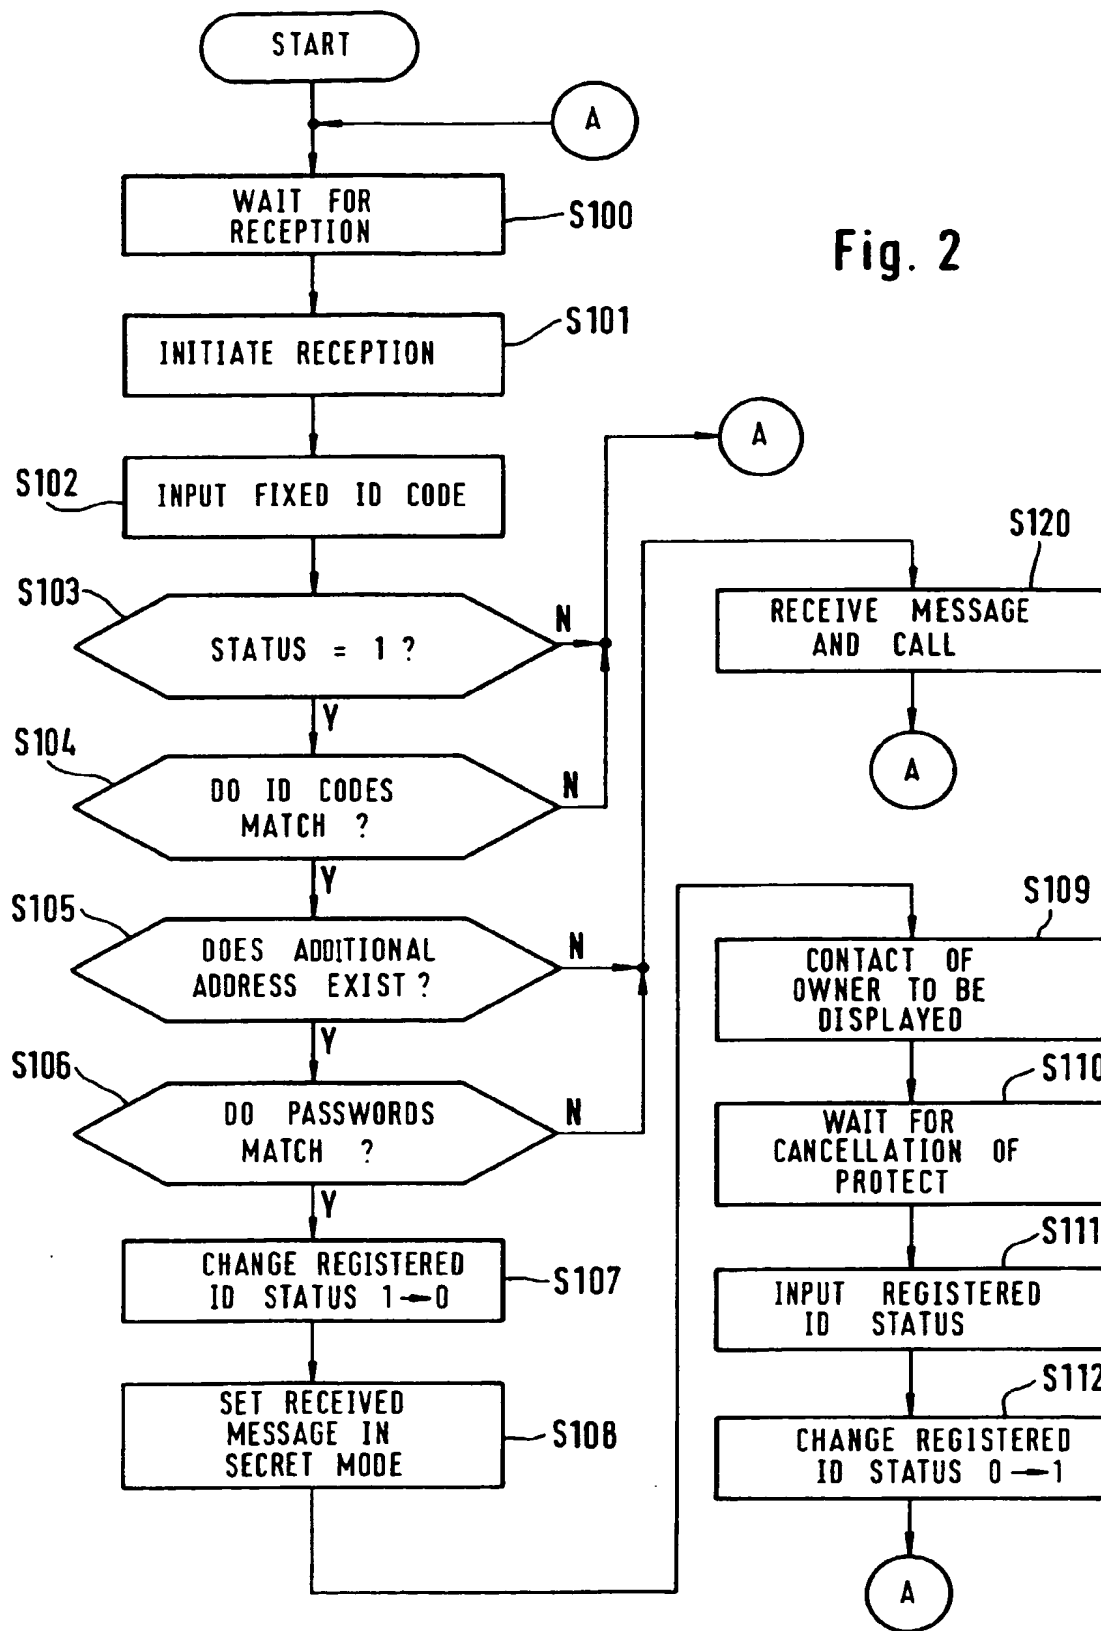 START
A
WAIT FOR
RECEPTION
S100
Fig. 2
INITIATE RECEPTION
S101
A
S102
INPUT FIXED ID CODE
S103
STATUS = 1 ?
N
Y
S120
RECEIVE MESSAGE
AND CALL
A
S104
DO ID CODES
MATCH ?
N
Y
S105
DOES ADDITIONAL
ADDRESS EXIST ?
N
Y
S106
DO PASSWORDS
MATCH ?
N
Y
CHANGE REGISTERED
ID STATUS 1→0
S107
SET RECEIVED
MESSAGE IN
SECRET MODE
S108
S109
CONTACT OF
OWNER TO BE
DISPLAYED
S110
WAIT FOR
CANCELLATION OF
PROTECT
S111
INPUT REGISTERED
ID STATUS
S112
CHANGE REGISTERED
ID STATUS 0→1
A